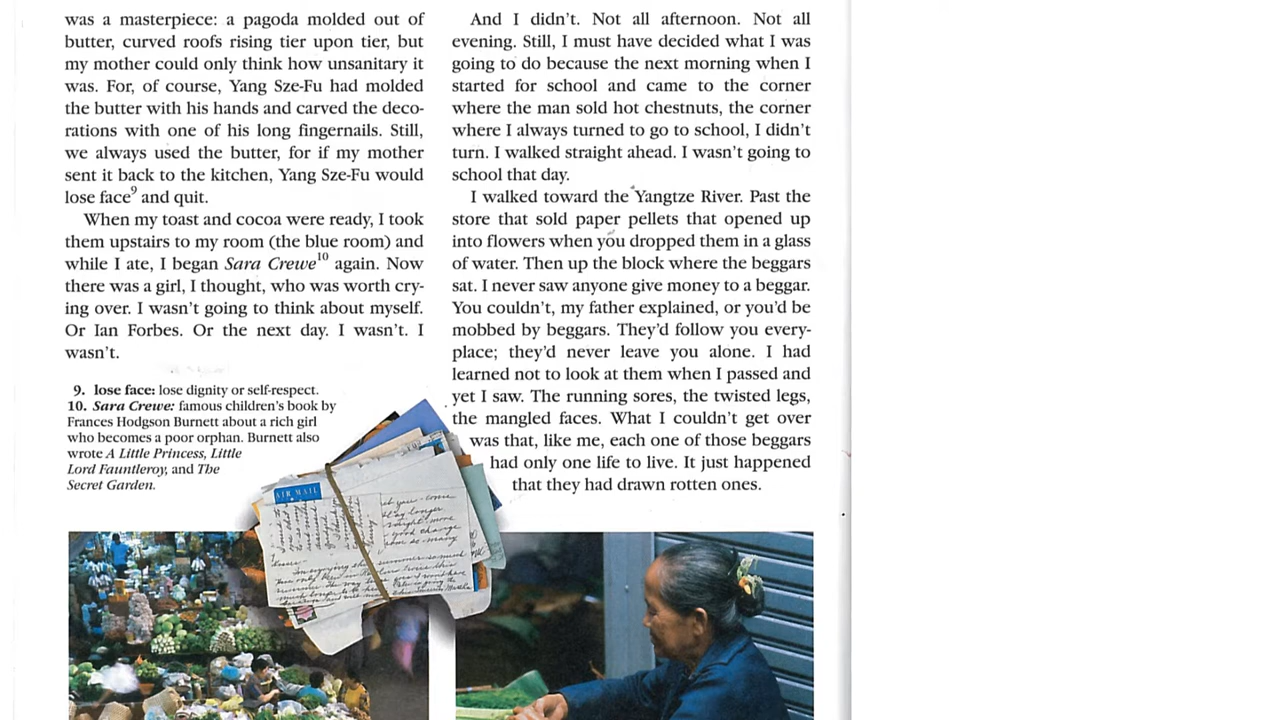 was a masterpiece: a pagoda molded out of
butter, curved roofs rising tier upon tier, but
my mother could only think how unsanitary it
was. For, of course, Yang Sze-Fu had molded
the butter with his hands and carved the deco-
rations with one of his long fingernails. Still,
we always used the butter, for if my mother
sent it back to the kitchen, Yang Sze-Fu would
lose face9 and quit.
When my toast and cocoa were ready, I took
them upstairs to my room (the blue room) and
while I ate, I began Sara Crewe10 again. Now
there was a girl, I thought, who was worth cry-
ing over. I wasn't going to think about myself.
Or Ian Forbes. Or the next day. I wasn't. I
wasn't.
9. lose face: lose dignity or self-respect.
10. Sara Crewe: famous children's book by
Frances Hodgson Burnett about a rich girl
who becomes a poor orphan. Burnett also
wrote A Little Princess, Little
Lord Fauntleroy, and The
Secret Garden.
And I didn't. Not all afternoon. Not all
evening. Still, I must have decided what I was
going to do because the next morning when I
started for school and came to the corner
where the man sold hot chestnuts, the corner
where I always turned to go to school, I didn't
turn. I walked straight ahead. I wasn't going to
school that day.
I walked toward the Yangtze River. Past the
store that sold paper pellets that opened up
into flowers when you dropped them in a glass
of water. Then up the block where the beggars
sat. I never saw anyone give money to a beggar.
You couldn't, my father explained, or you'd be
mobbed by beggars. They'd follow you every-
place; they'd never leave you alone. I had
learned not to look at them when I passed and
yet I saw. The running sores, the twisted legs,
the mangled faces. What I couldn't get over
was that, like me, each one of those beggars
had only one life to live. It just happened
that they had drawn rotten ones.
AIR MAIL